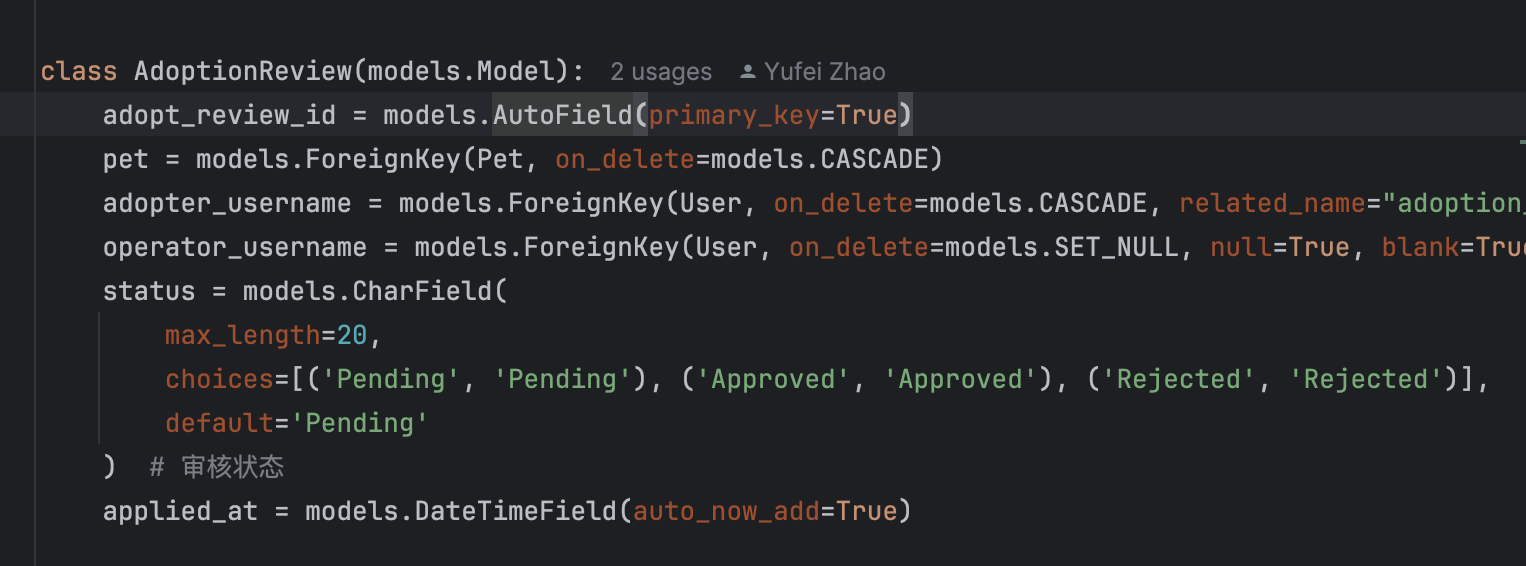 class AdoptionReview(models.Model): 2 usages Yufei Zhao
adopt_review_id = models.AutoField(primary_key=True)
pet = models.ForeignKey(Pet, on_delete=models.CASCADE)
adopter_username = models.ForeignKey(User, on_delete=models.CASCADE, related_name="adoption_
operator_username = models.ForeignKey(User, on_delete=models.SET_NULL, null=True, blank=Tru
status = models.CharField(
max_length=20,
choices=[('Pending', 'Pending'), ('Approved', 'Approved'), ('Rejected', 'Rejected')],
default='Pending'
) # 审核状态
applied_at = models.DateTimeField(auto_now_add=True)